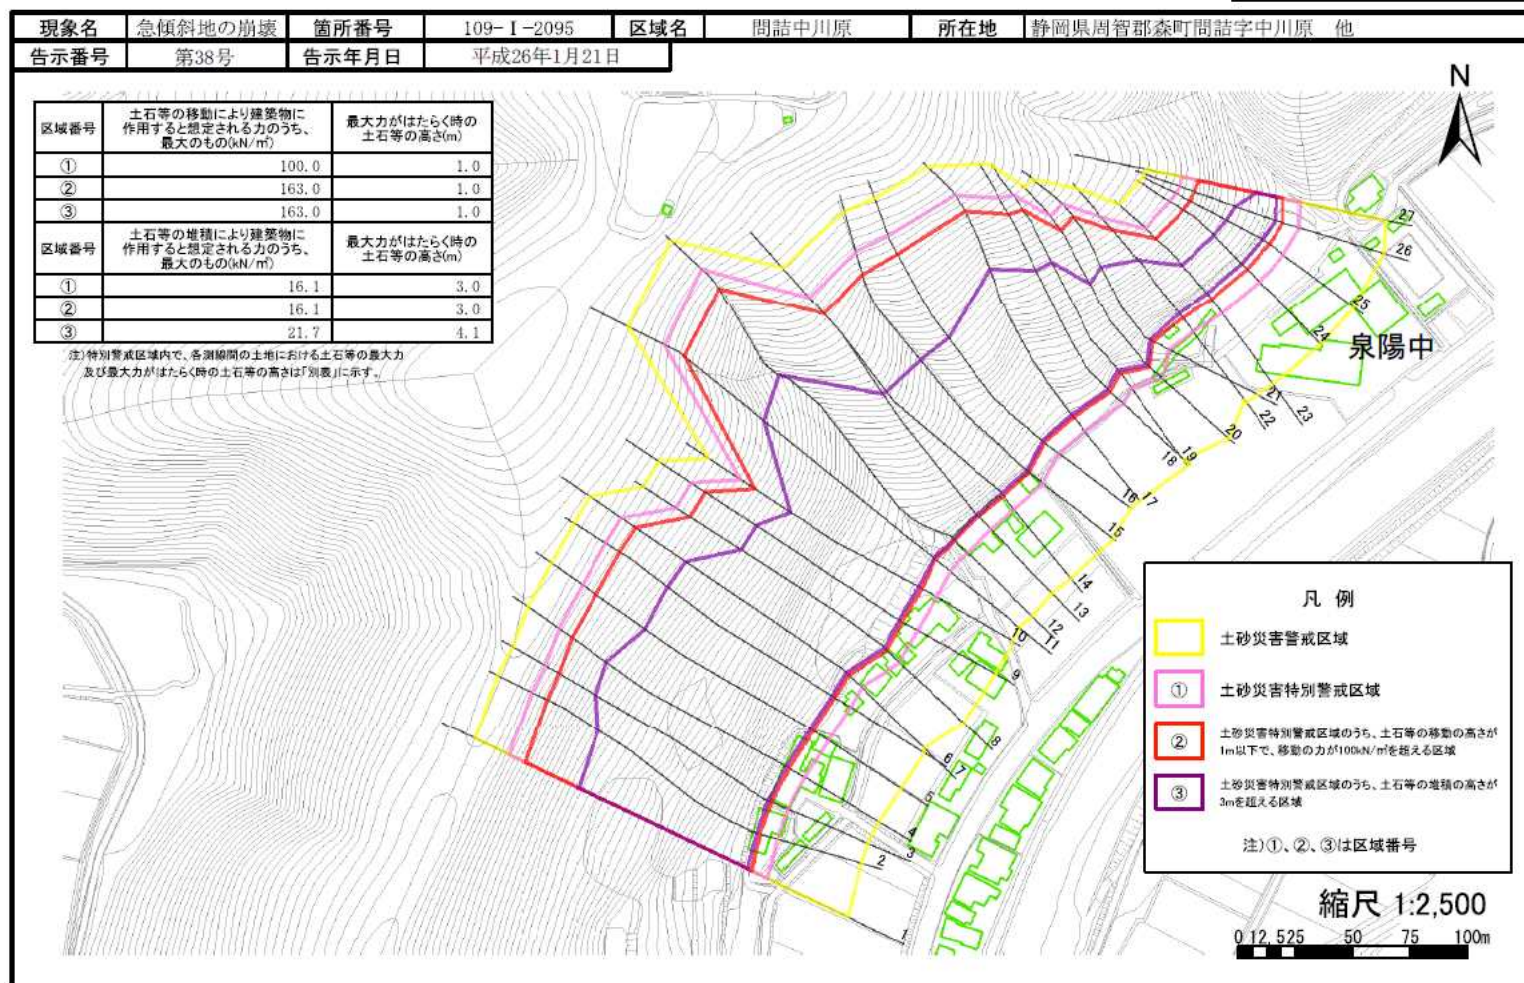 現象名 急傾斜地の崩壊 箇所番号 109-Ⅰ-2095 区域名 問詰中川原 所在地 静岡県周智郡森町問詰字中川原 他
告示番号 第38号 告示年月日 平成26年1月21日
N
区域番号 土石等の移動により建築物に作用すると想定される力のうち、最大のもの(kN/㎡) 最大力がはたらく時の土石等の高さ(m)
① 100.0 1.0
② 163.0 1.0
③ 163.0 1.0
区域番号 土石等の堆積により建築物に作用すると想定される力のうち、最大のもの(kN/㎡) 最大力がはたらく時の土石等の高さ(m)
① 16.1 3.0
② 16.1 3.0
③ 21.7 4.1
注)特別警戒区域内で、各測線間の土地における土石等の最大力
及び最大力がはたらく時の土石等の高さは「別表」に示す。
27
26
25
24
泉陽中
23
22
21
20
19
18
17
16
15
14
13
12
11
10
9
8
7
6
5
4
3
2
1
凡 例
土砂災害警戒区域
① 土砂災害特別警戒区域
② 土砂災害特別警戒区域のうち、土石等の移動の高さが
1m以下で、移動の力が100kN/㎡を超える区域
③ 土砂災害特別警戒区域のうち、土石等の堆積の高さが
3mを超える区域
注)①、②、③は区域番号
縮尺 1:2,500
0 12.525 50 75 100m